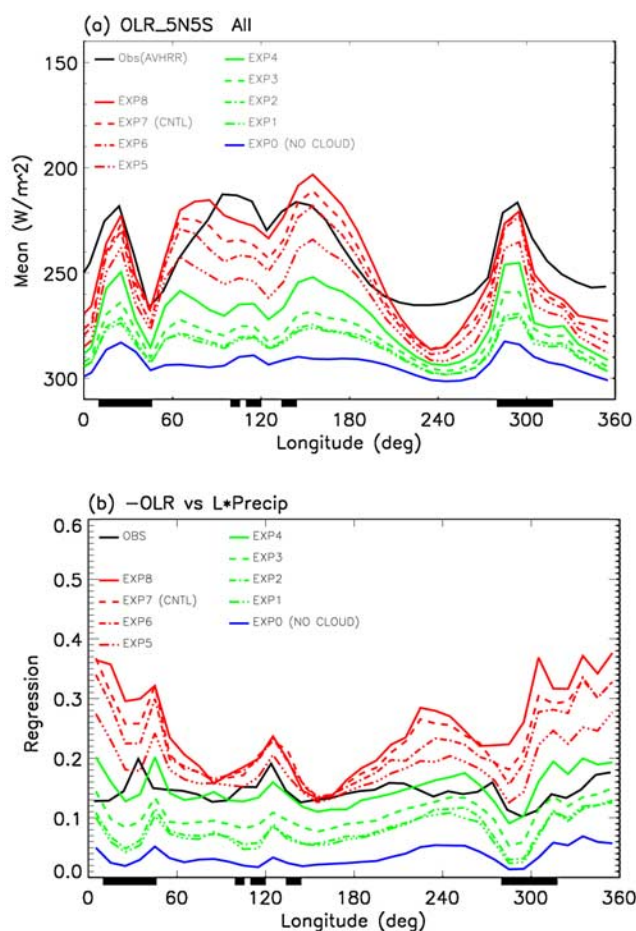 (a) OLR_5N5S All
Obs(AVHRR)
EXP8
EXP7 (CNTL)
EXP6
EXP5
EXP4
EXP3
EXP2
EXP1
EXP0 (NO CLOUD)
Mean (W/m^2)
150
200
250
300
0 60 120 180 240 300 360
Longitude (deg)
(b) -OLR vs L*Precip
OBS
EXP8
EXP7 (CNTL)
EXP6
EXP5
EXP4
EXP3
EXP2
EXP1
EXP0 (NO CLOUD)
Regression
0.6
0.5
0.4
0.3
0.2
0.1
0.0
0 60 120 180 240 300 360
Longitude (deg)